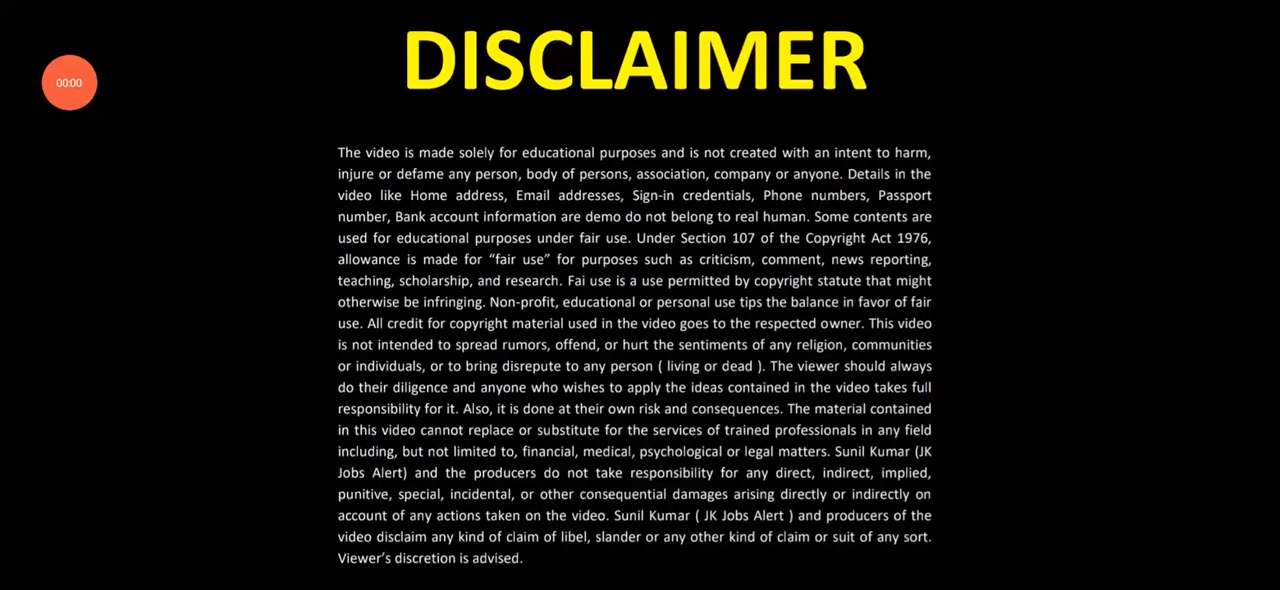 DISCLAIMER
00:00
The video is made solely for educational purposes and is not created with an intent to harm,
injure or defame any person, body of persons, association, company or anyone. Details in the
video like Home address, Email addresses, Sign-in credentials, Phone numbers, Passport
number, Bank account information are demo do not belong to real human. Some contents are
used for educational purposes under fair use. Under Section 107 of the Copyright Act 1976,
allowance is made for “fair use” for purposes such as criticism, comment, news reporting,
teaching, scholarship, and research. Fai use is a use permitted by copyright statute that might
otherwise be infringing. Non-profit, educational or personal use tips the balance in favor of fair
use. All credit for copyright material used in the video goes to the respected owner. This video
is not intended to spread rumors, offend, or hurt the sentiments of any religion, communities
or individuals, or to bring disrepute to any person ( living or dead ). The viewer should always
do their diligence and anyone who wishes to apply the ideas contained in the video takes full
responsibility for it. Also, it is done at their own risk and consequences. The material contained
in this video cannot replace or substitute for the services of trained professionals in any field
including, but not limited to, financial, medical, psychological or legal matters. Sunil Kumar (JK
Jobs Alert) and the producers do not take responsibility for any direct, indirect, implied,
punitive, special, incidental, or other consequential damages arising directly or indirectly on
account of any actions taken on the video. Sunil Kumar ( JK Jobs Alert ) and producers of the
video disclaim any kind of claim of libel, slander or any other kind of claim or suit of any sort.
Viewer’s discretion is advised.